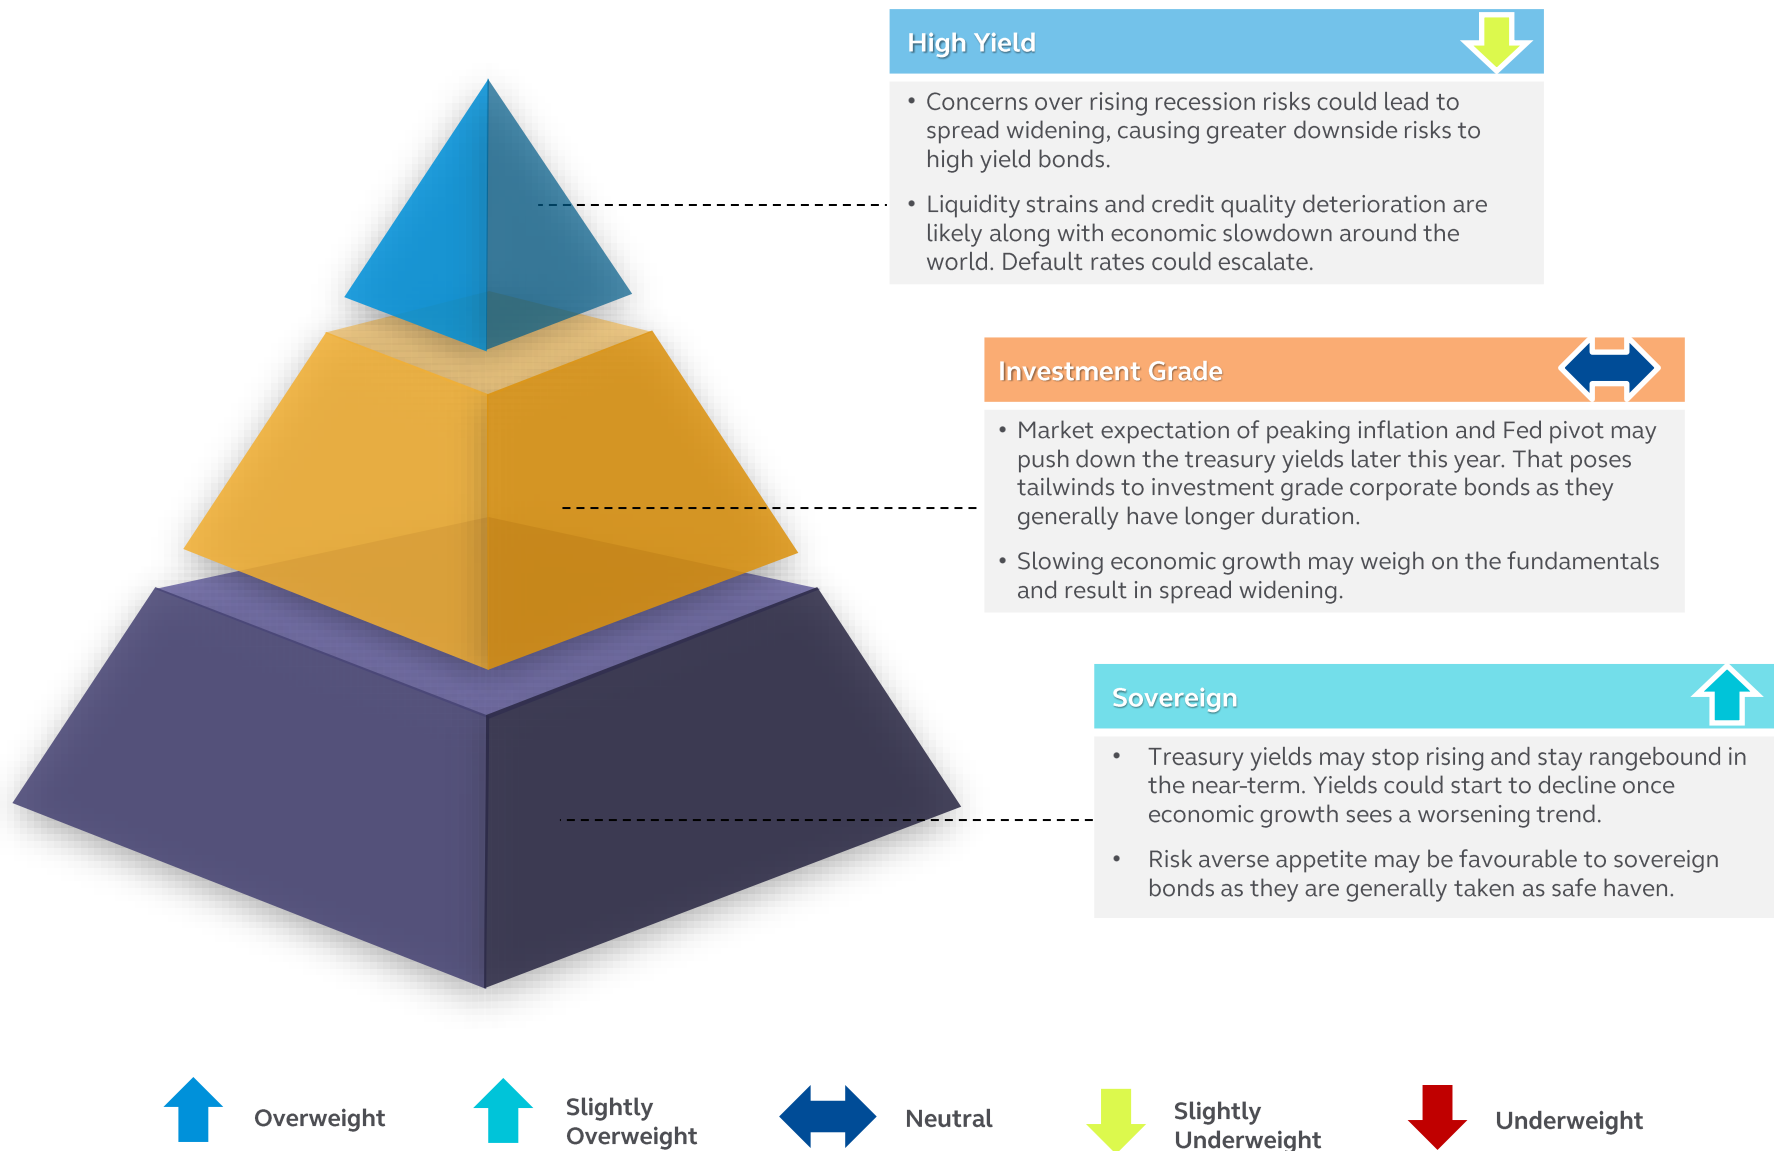 High Yield
• Concerns over rising recession risks could lead to
spread widening, causing greater downside risks to
high yield bonds.
• Liquidity strains and credit quality deterioration are
likely along with economic slowdown around the
world. Default rates could escalate.
Investment Grade
• Market expectation of peaking inflation and Fed pivot may
push down the treasury yields later this year. That poses
tailwinds to investment grade corporate bonds as they
generally have longer duration.
• Slowing economic growth may weigh on the fundamentals
and result in spread widening.
Sovereign
• Treasury yields may stop rising and stay rangebound in
the near-term. Yields could start to decline once
economic growth sees a worsening trend.
• Risk averse appetite may be favourable to sovereign
bonds as they are generally taken as safe haven.
Overweight
Slightly
Overweight
Neutral
Slightly
Underweight
Underweight